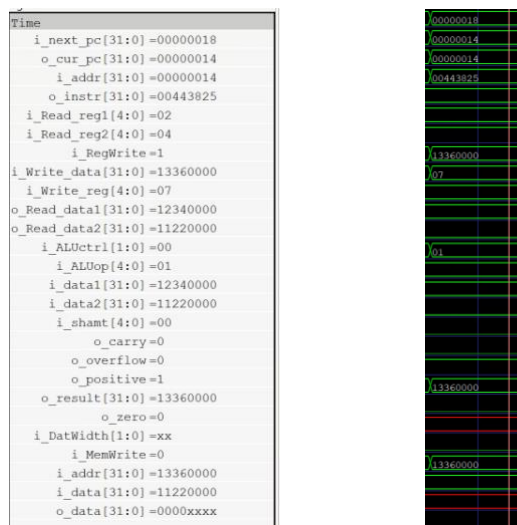 Time
i_next_pc[31:0] =00000018
o_cur_pc[31:0] =00000014
i_addr[31:0] =00000014
o_instr[31:0] =00443825
i_Read_reg1[4:0] =02
i_Read_reg2[4:0] =04
i_RegWrite =1
i_Write_data[31:0] =13360000
i_Write_reg[4:0] =07
o_Read_data1[31:0] =12340000
o_Read_data2[31:0] =11220000
i_ALUctrl[1:0] =00
i_ALUop[4:0] =01
i_data1[31:0] =12340000
i_data2[31:0] =11220000
i_shamt[4:0] =00
o_carry =0
o_overflow =0
o_positive =1
o_result[31:0] =13360000
o_zero =0
i_DatWidth[1:0] =xx
i_MemWrite =0
i_addr[31:0] =13360000
i_data[31:0] =11220000
o_data[31:0] =0000xxxx
00000018
00000014
00000014
00443825
13360000
07
01
13360000
13360000